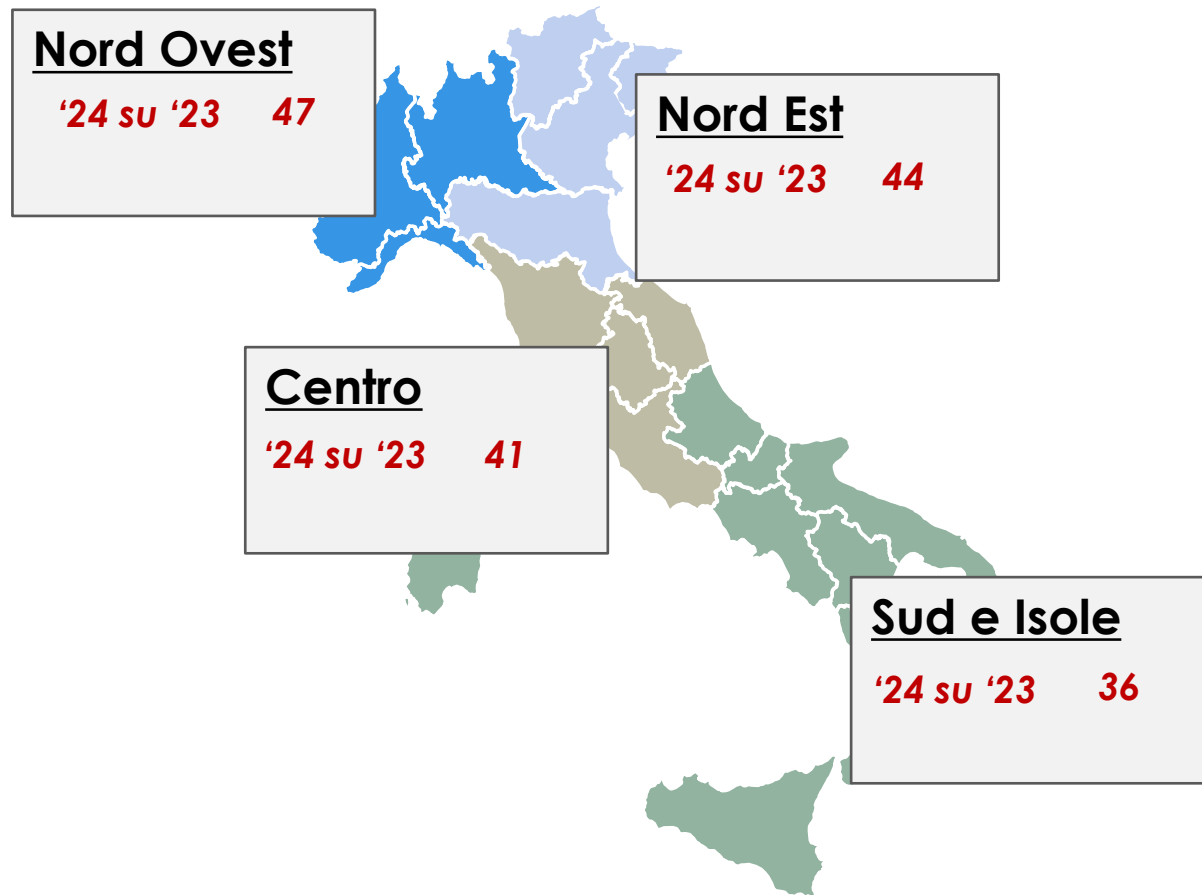 Nord Ovest
‘24 su ‘23 47
Nord Est
‘24 su ‘23 44
Centro
‘24 su ‘23 41
Sud e Isole
‘24 su ‘23 36